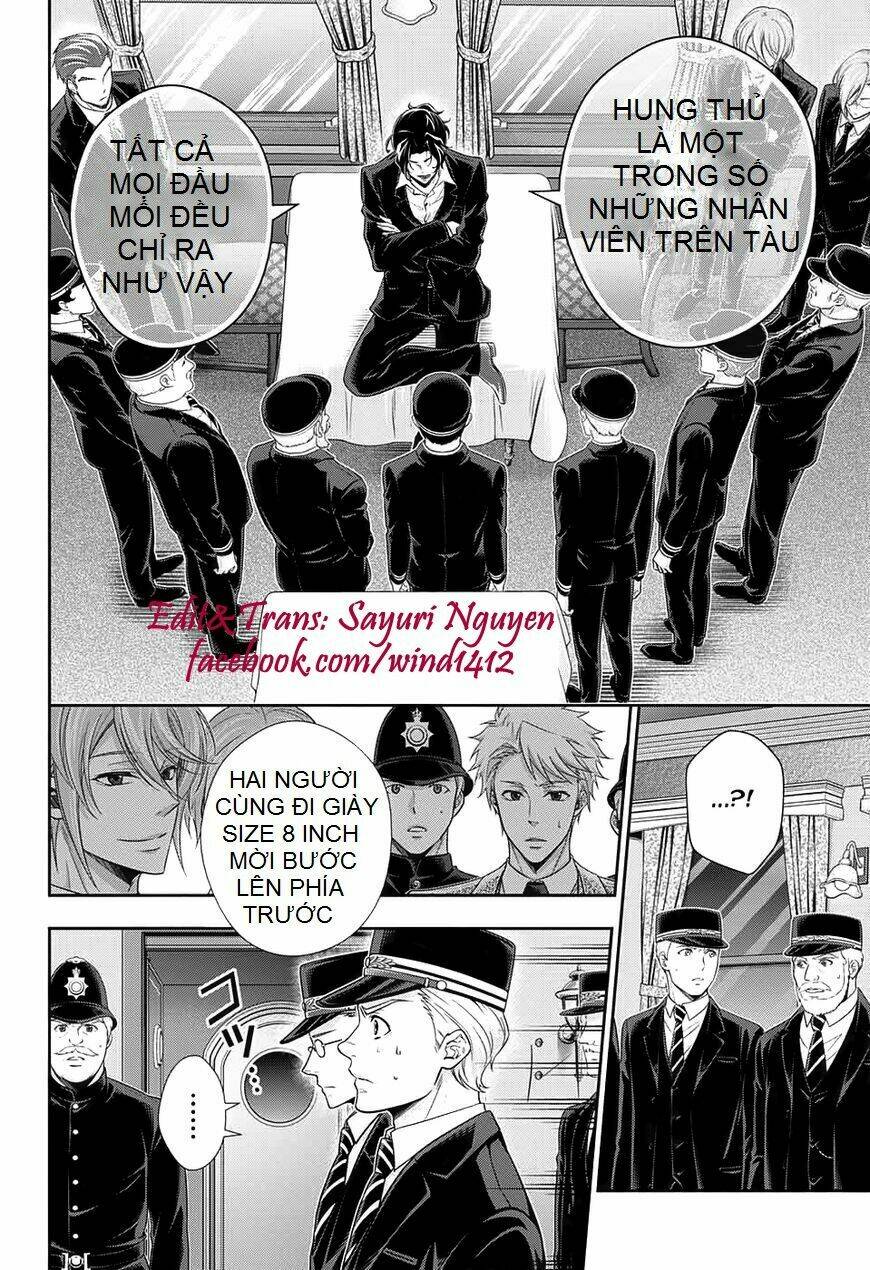 HUNG THỦ
LÀ MỘT
TRONG SỐ
NHỮNG NHÂN
VIÊN TRÊN TÀU
TẤT CẢ
MỌI ĐẦU
MỐI ĐỀU
CHỈ RA
NHƯ VẬY
Edit&Trans: Sayuri Nguyen
facebook.com/wind1412
...?!
HAI NGƯỜI
CÙNG ĐI GIÀY
SIZE 8 INCH
MỜI BƯỚC
LÊN PHÍA
TRƯỚC
コッ
……